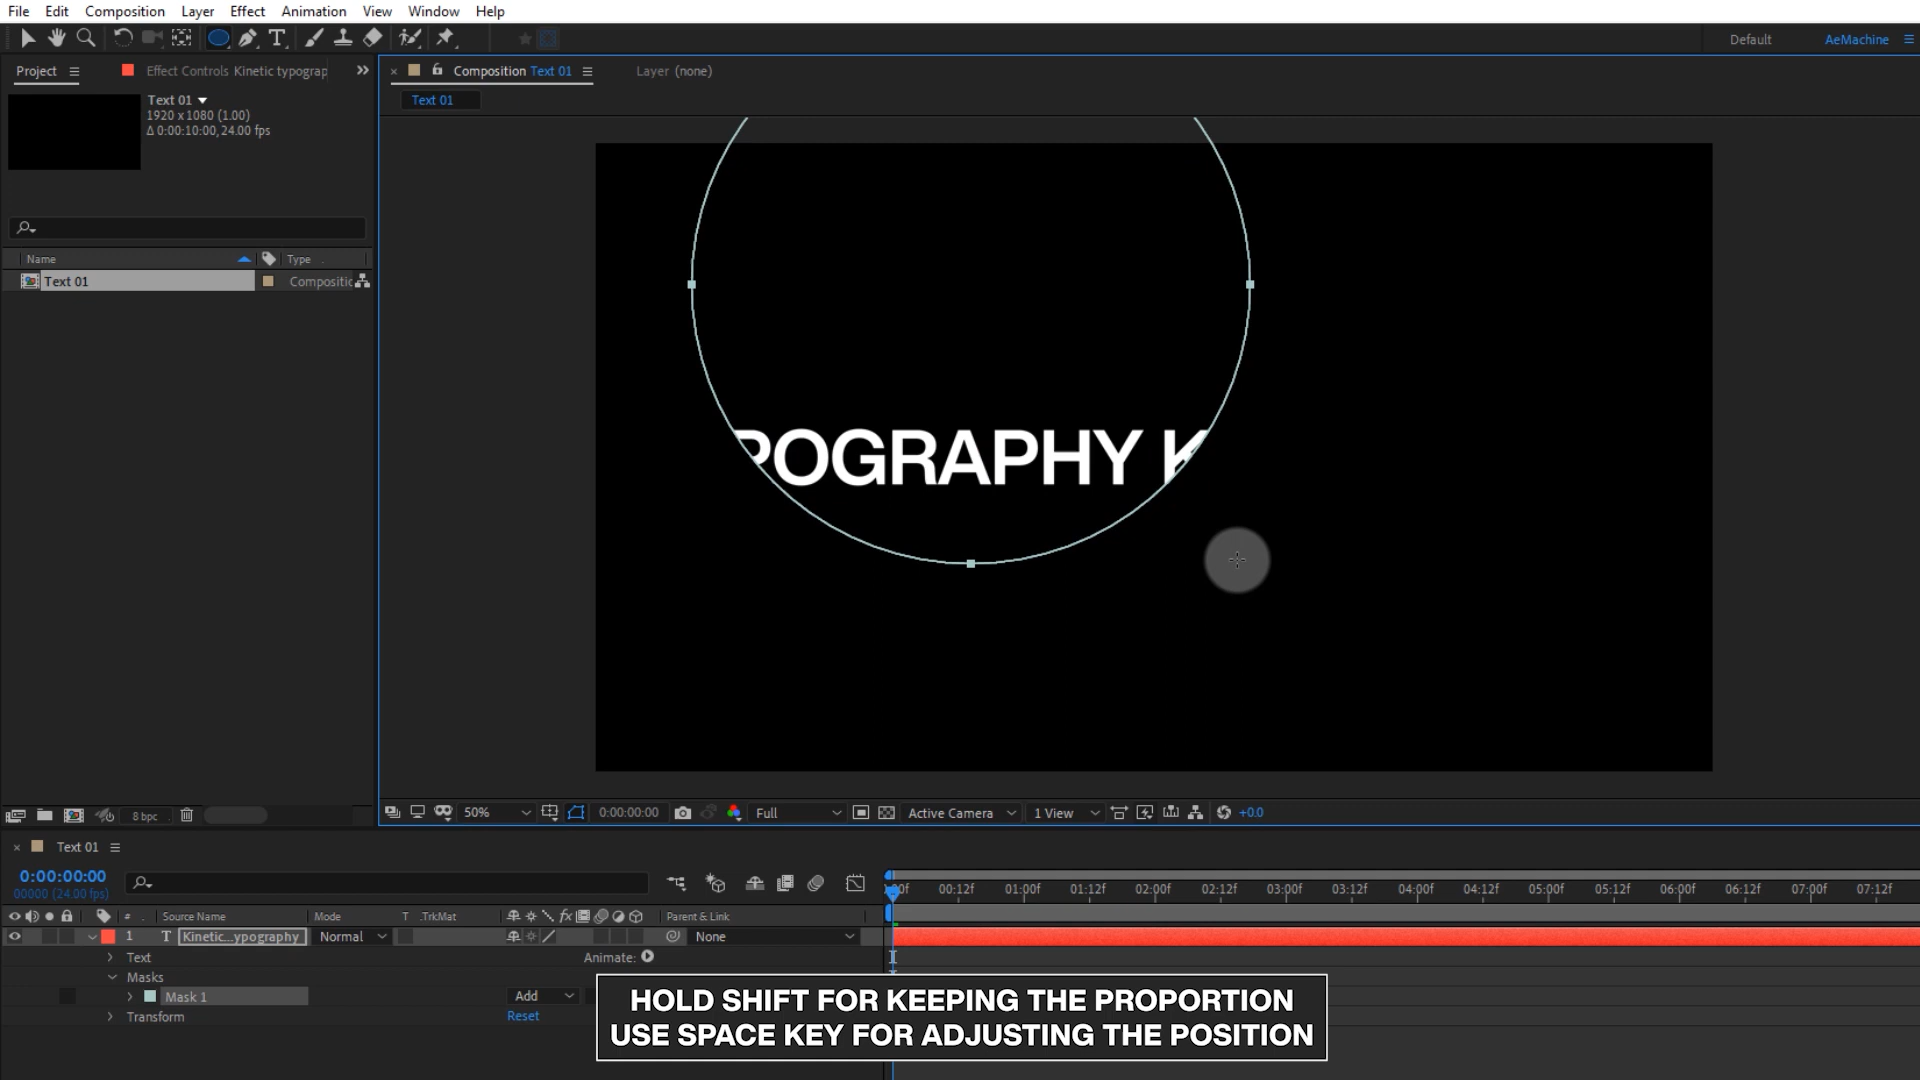 File Edit Composition Layer Effect Animation View Window Help
Default AeMachine
Project Effect Controls Kinetic typograp
Composition Text 01 Layer (none)
Text 01
Text 01
1920 x 1080 (1.00)
Δ 0:00:10:00, 24.00 fps
Name Type
Text 01 Compositic
POGRAPHY K
8 bpc
50% 0:00:00:00 Full Active Camera 1 View +0.0
Text 01
0:00:00:00
00000 (24.00 fps)
00f 00:12f 01:00f 01:12f 02:00f 02:12f 03:00f 03:12f 04:00f 04:12f 05:00f 05:12f 06:00f 06:12f 07:00f 07:12f
# Source Name Mode T .TrkMat fx Parent & Link
1 T Kinetic...ypography Normal None
Text Animate:
Masks
Mask 1 Add
Transform Reset
HOLD SHIFT FOR KEEPING THE PROPORTION
USE SPACE KEY FOR ADJUSTING THE POSITION